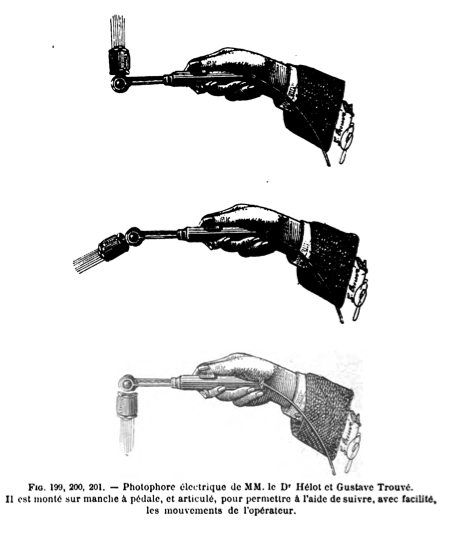 FIG. 199, 200, 201. — Photophore électrique de MM. le Dr Hélot et Gustave Trouvé.
Il est monté sur manche à pédale, et articulé, pour permettre à l'aide de suivre, avec facilité,
les mouvements de l'opérateur.